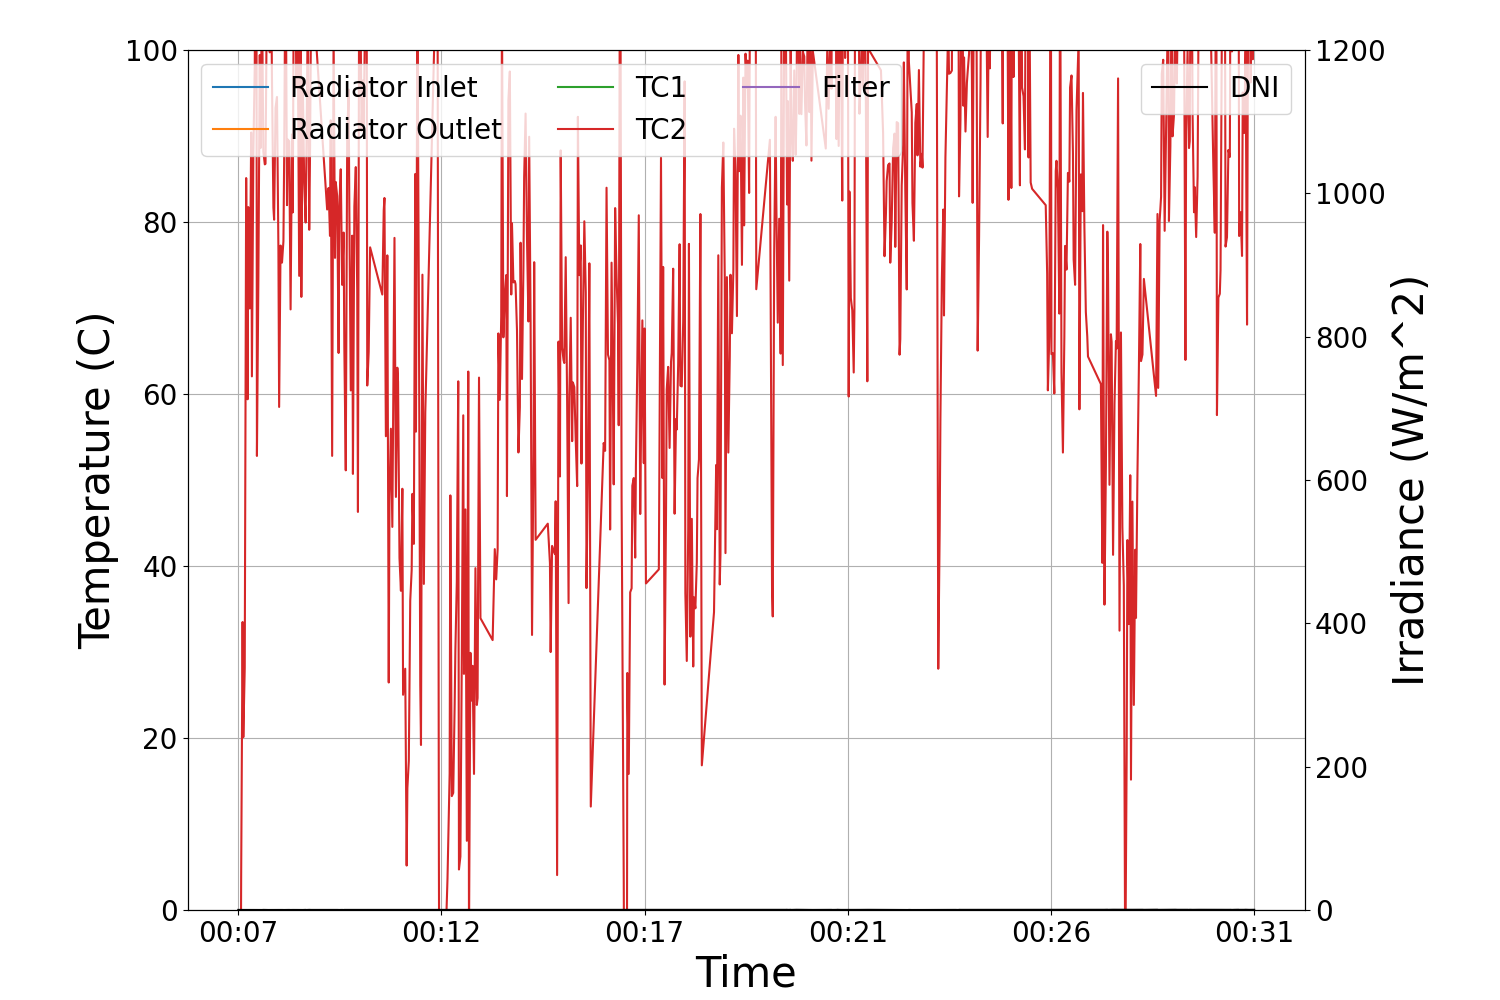 100
80
60
40
20
0
Temperature (C)
Radiator Inlet
Radiator Outlet
TC1
TC2
Filter
DNI
1200
1000
800
600
400
200
0
Irradiance (W/m^2)
00:07 00:12 00:17 00:21 00:26 00:31
Time